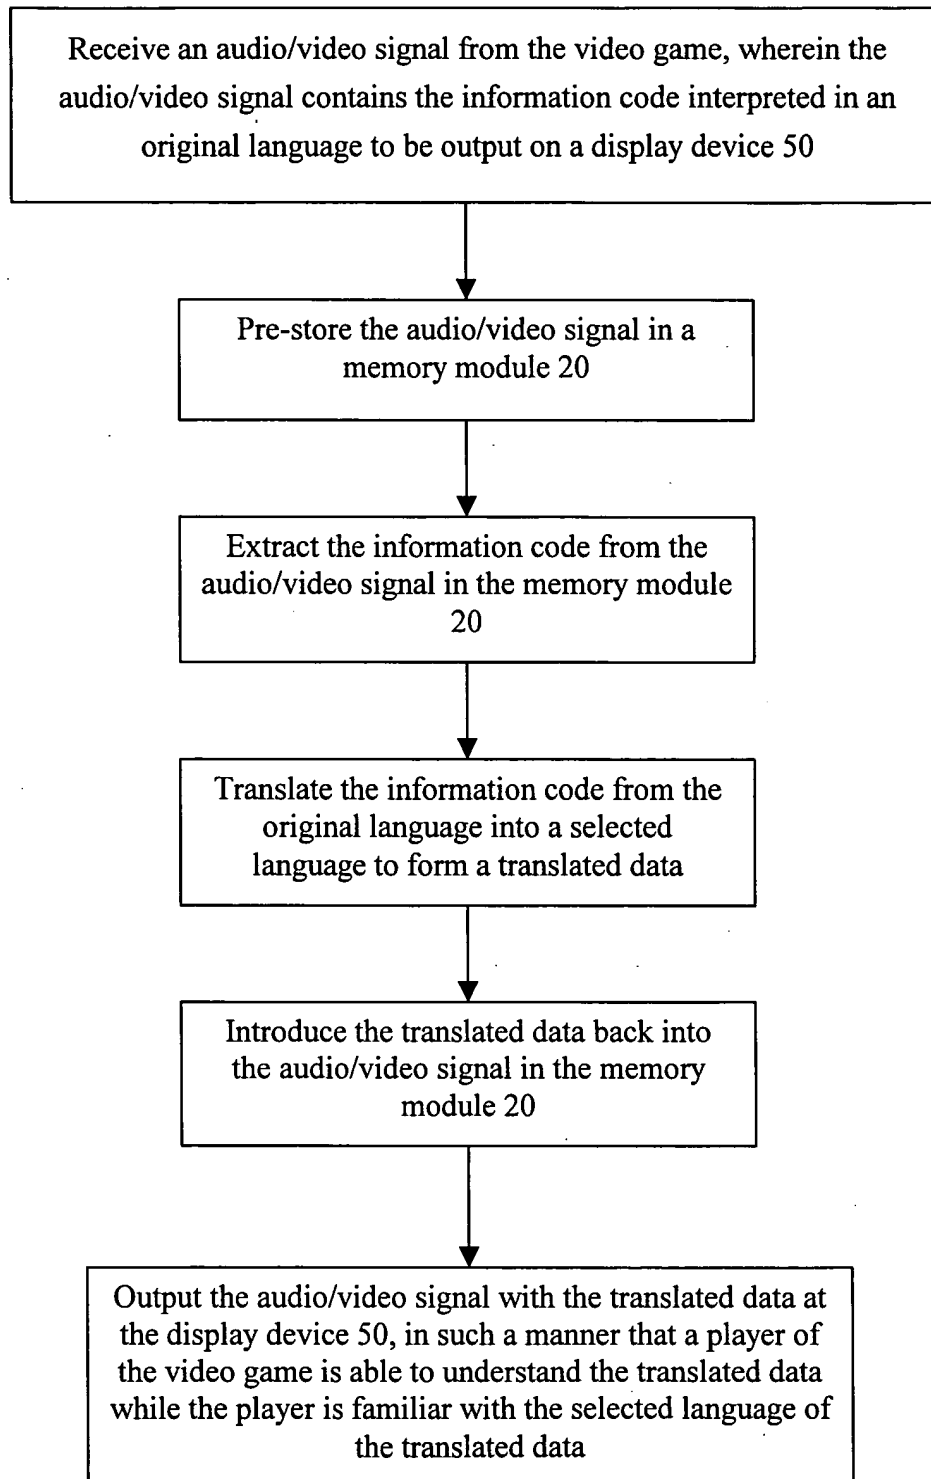 Receive an audio/video signal from the video game, wherein the
audio/video signal contains the information code interpreted in an
original language to be output on a display device 50
Pre-store the audio/video signal in a
memory module 20
Extract the information code from the
audio/video signal in the memory module
20
Translate the information code from the
original language into a selected
language to form a translated data
Introduce the translated data back into
the audio/video signal in the memory
module 20
Output the audio/video signal with the translated data at
the display device 50, in such a manner that a player of
the video game is able to understand the translated data
while the player is familiar with the selected language of
the translated data